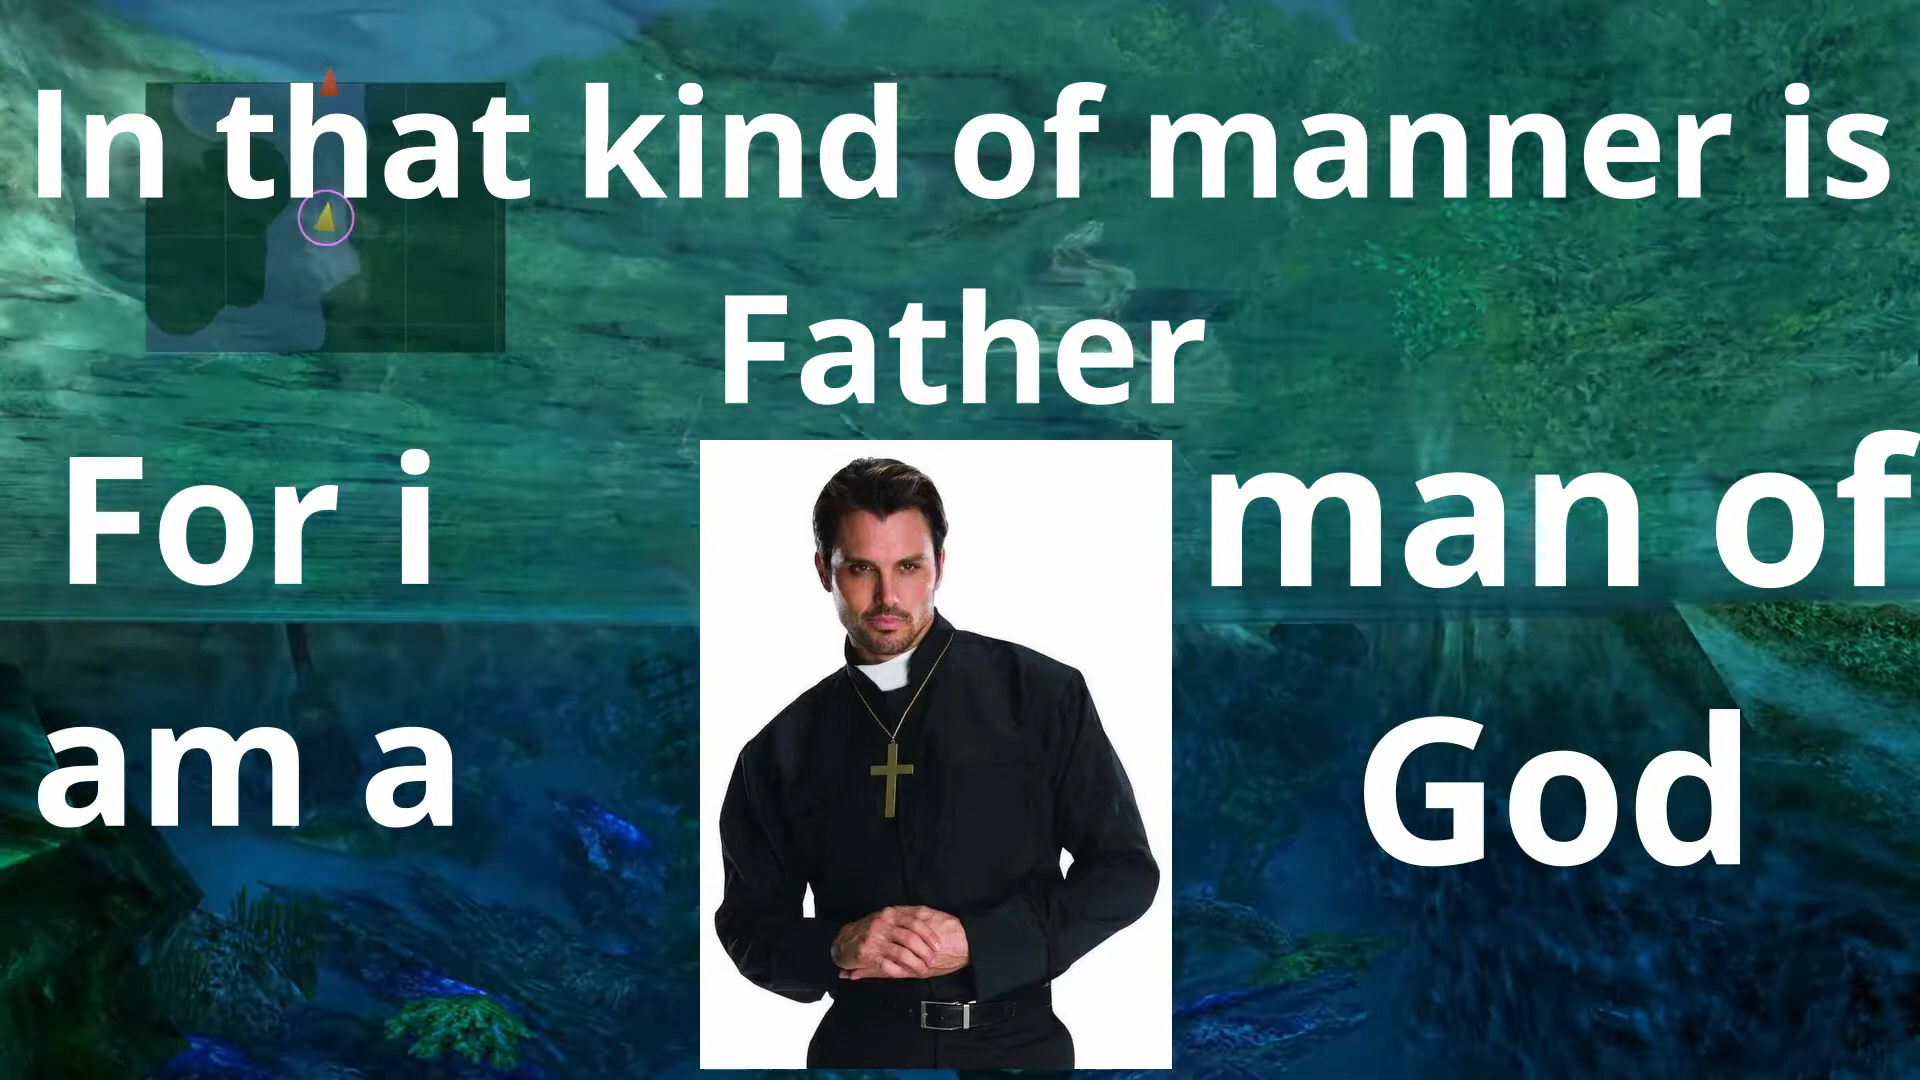 In that kind of manner is
Father
For i
am a
man of
God